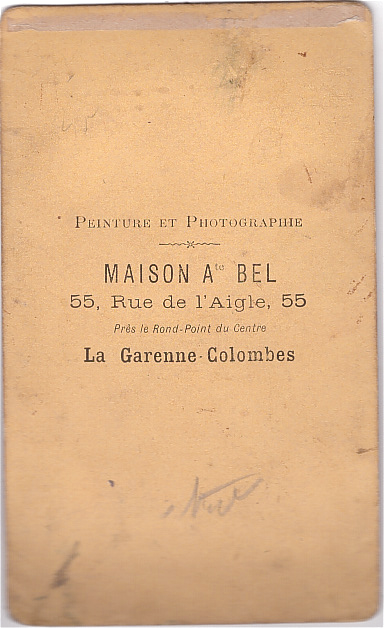 PEINTURE ET PHOTOGRAPHIE
MAISON Ate BEL
55, Rue de l'Aigle, 55
Près le Rond-Point du Centre
La Garenne-Colombes